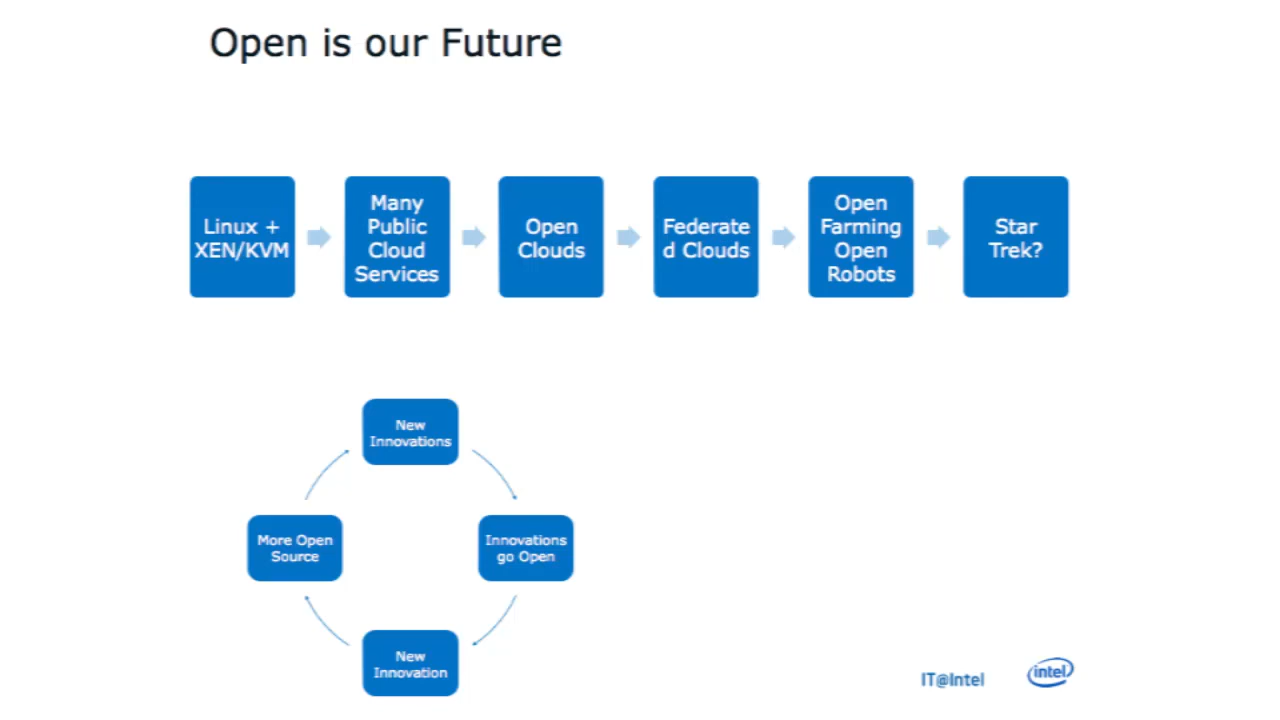 Open is our Future
Linux +
XEN/KVM
Many
Public
Cloud
Services
Open
Clouds
Federate
d Clouds
Open
Farming
Open
Robots
Star
Trek?
New
Innovations
Innovations
go Open
New
Innovation
More Open
Source
IT@Intel
intel